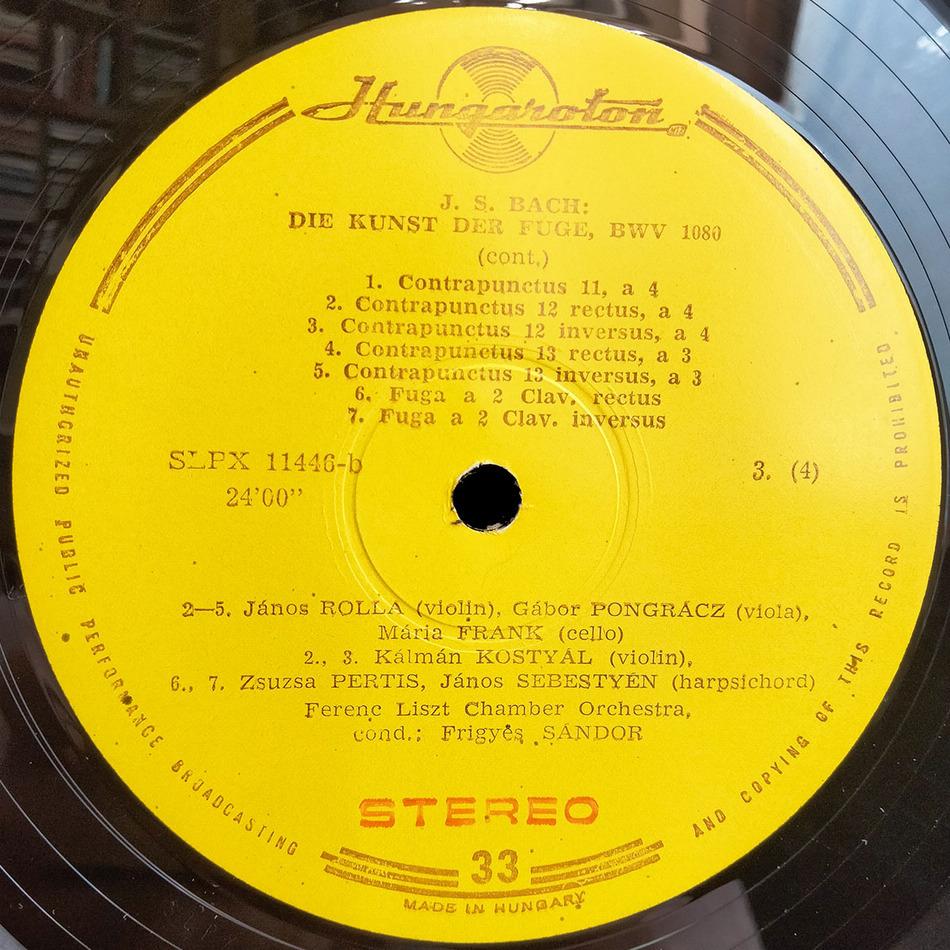 Hungaroton
J. S. BACH:
DIE KUNST DER FUGE, BWV 1080
(cont.)
1. Contrapunctus 11, a 4
2. Contrapunctus 12 rectus, a 4
3. Contrapunctus 12 inversus, a 4
4. Contrapunctus 13 rectus, a 3
5. Contrapunctus 13 inversus, a 3
6. Fuga a 2 Clav. rectus
7. Fuga a 2 Clav. inversus
SLPX 11446-b
24'00"
3. (4)
2—5. János ROLLA (violin), Gábor PONGRÁCZ (viola),
Mária FRANK (cello)
2., 3. Kálmán KOSTYÁL (violin),
6., 7. Zsuzsa PERTIS, János SEBESTYÉN (harpsichord)
Ferenc Liszt Chamber Orchestra,
cond.: Frigyes SÁNDOR
STEREO
33
MADE IN HUNGARY
UNAUTHORIZED PUBLIC PERFORMANCE BROADCASTING AND COPYING OF THIS RECORD IS PROHIBITED